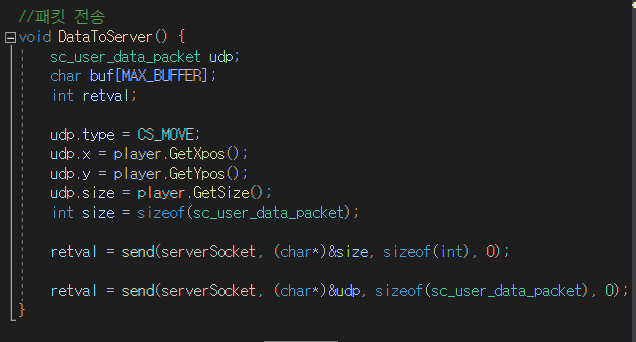 //패킷 전송
void DataToServer() {
sc_user_data_packet udp;
char buf[MAX_BUFFER];
int retval;
udp.type = CS_MOVE;
udp.x = player.GetXpos();
udp.y = player.GetYpos();
udp.size = player.GetSize();
int size = sizeof(sc_user_data_packet);
retval = send(serverSocket, (char*)&size, sizeof(int), 0);
retval = send(serverSocket, (char*)&udp, sizeof(sc_user_data_packet), 0);
}